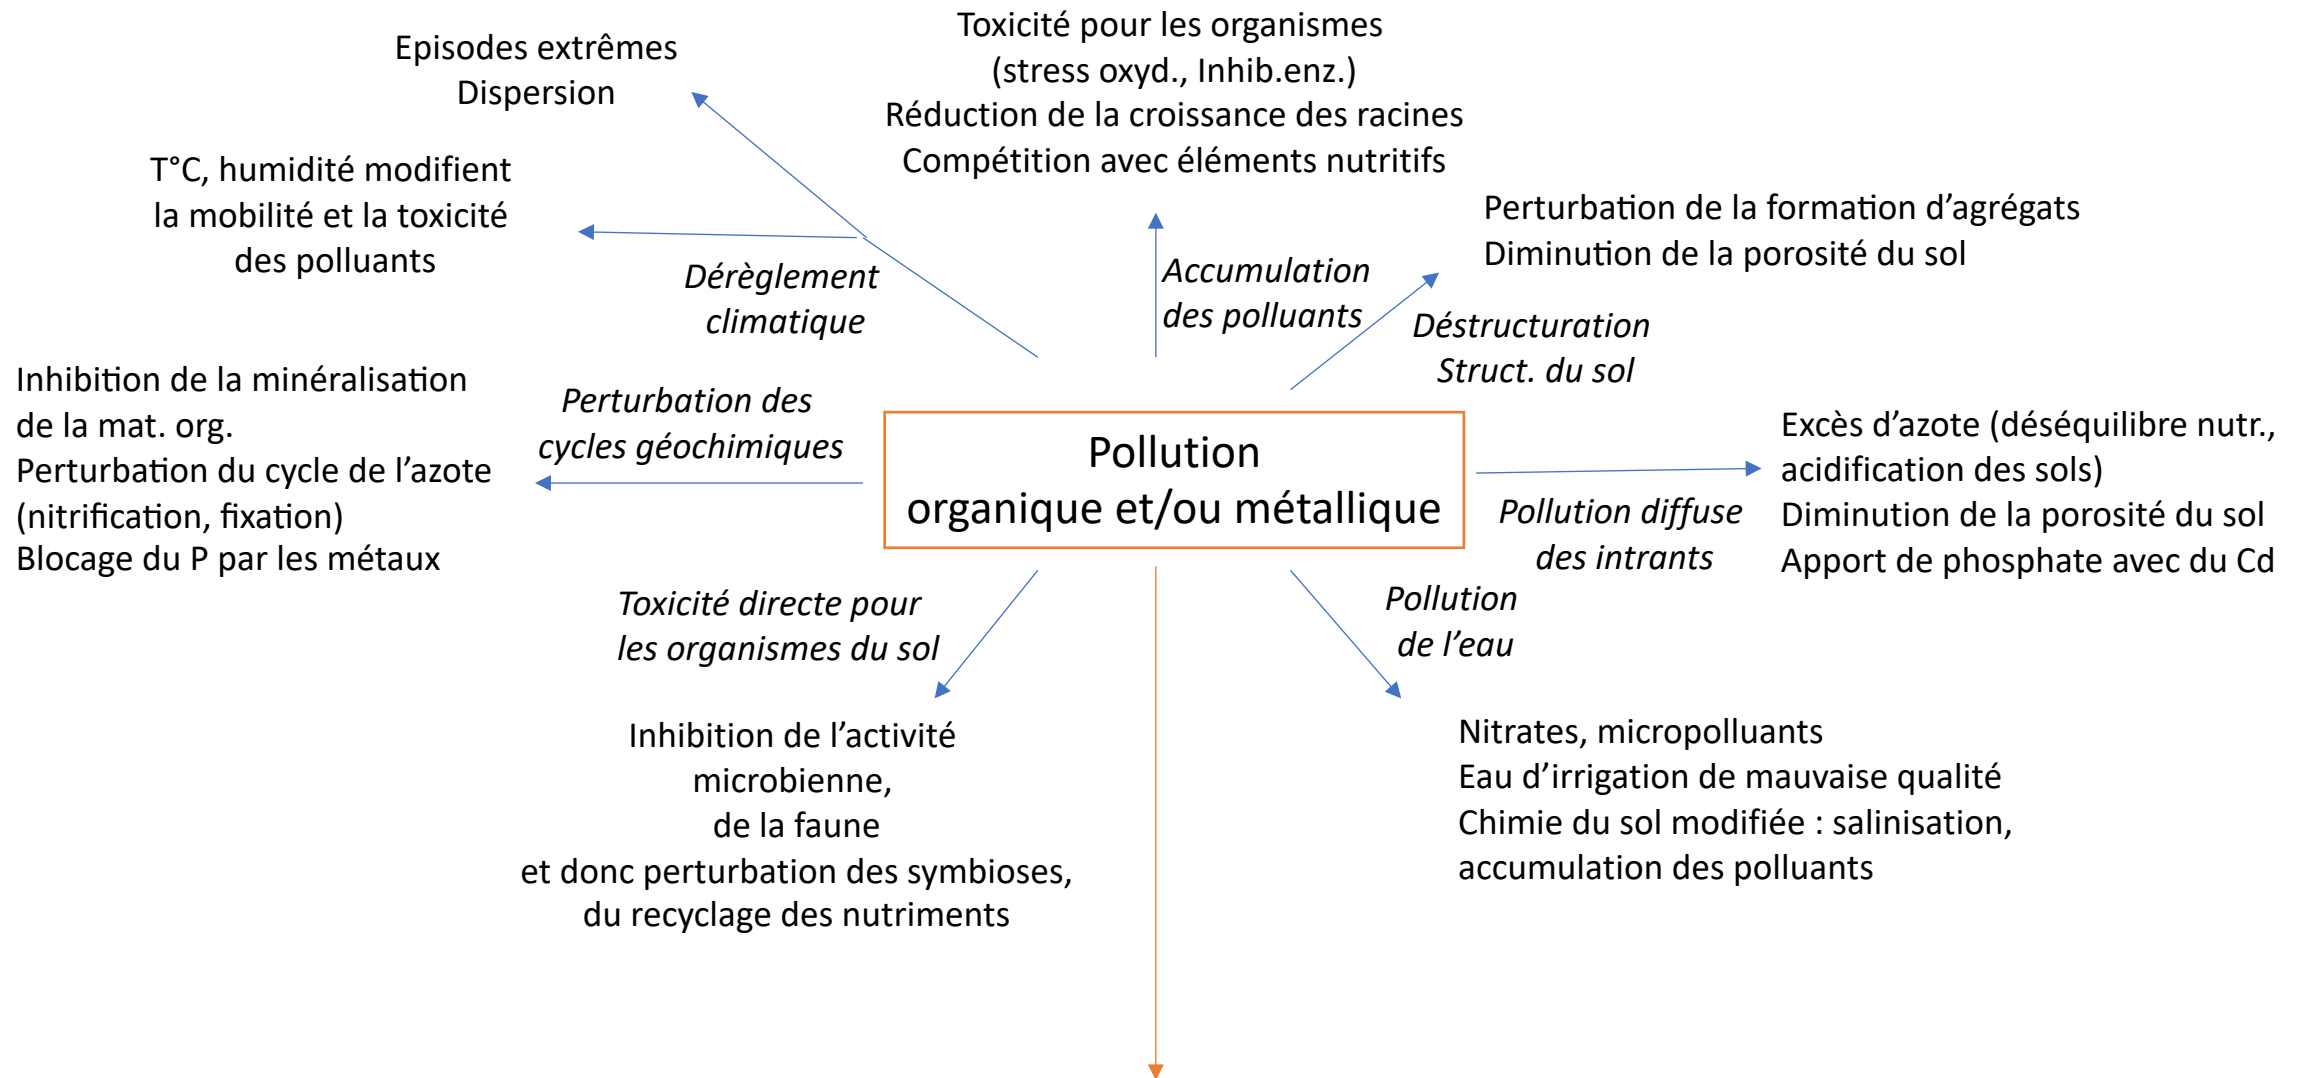 Episodes extrêmes
Dispersion
Toxicité pour les organismes
(stress oxyd., Inhib.enz.)
Réduction de la croissance des racines
Compétition avec éléments nutritifs
T°C, humidité modifient
la mobilité et la toxicité
des polluants
Perturbation de la formation d’agrégats
Diminution de la porosité du sol
Dérèglement
climatique
Accumulation
des polluants
Déstructuration
Struct. du sol
Inhibition de la minéralisation
de la mat. org.
Perturbation du cycle de l’azote
(nitrification, fixation)
Blocage du P par les métaux
Perturbation des
cycles géochimiques
Pollution
organique et/ou métallique
Pollution diffuse
des intrants
Excès d’azote (déséquilibre nutr.,
acidification des sols)
Diminution de la porosité du sol
Apport de phosphate avec du Cd
Toxicité directe pour
les organismes du sol
Pollution
de l’eau
Inhibition de l’activité
microbienne,
de la faune
et donc perturbation des symbioses,
du recyclage des nutriments
Nitrates, micropolluants
Eau d’irrigation de mauvaise qualité
Chimie du sol modifiée : salinisation,
accumulation des polluants